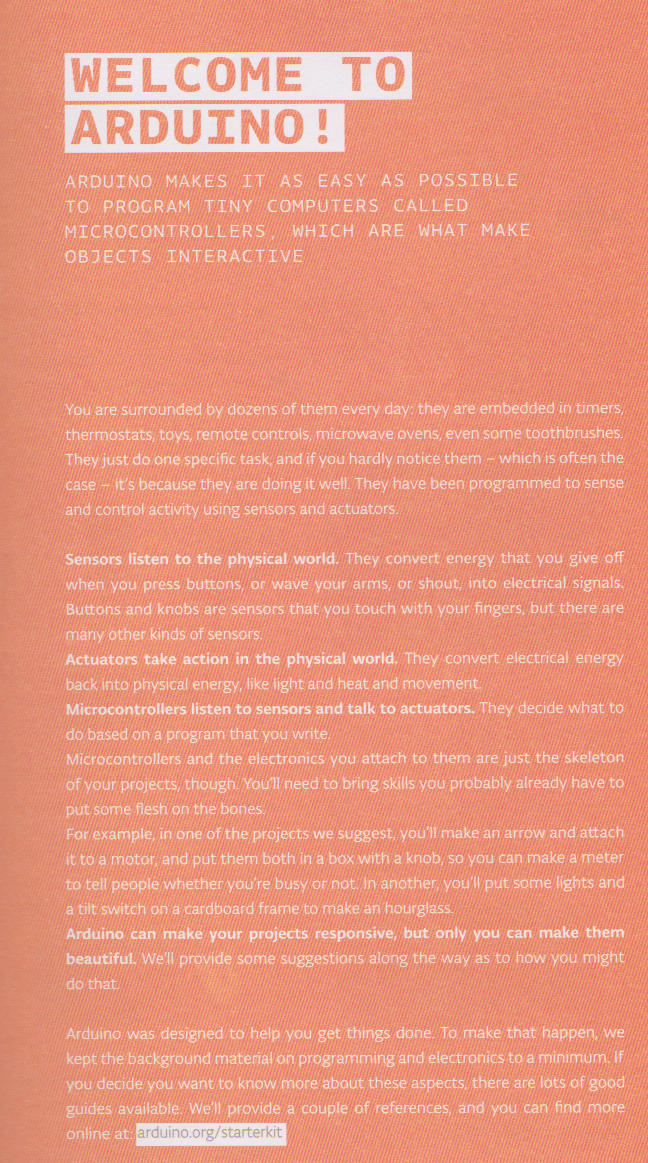 WELCOME TO
ARDUINO!
ARDUINO MAKES IT AS EASY AS POSSIBLE
TO PROGRAM TINY COMPUTERS CALLED
MICROCONTROLLERS, WHICH ARE WHAT MAKE
OBJECTS INTERACTIVE
You are surrounded by dozens of them every day: they are embedded in timers,
thermostats, toys, remote controls, microwave ovens, even some toothbrushes.
They just do one specific task, and if you hardly notice them – which is often the
case – it's because they are doing it well. They have been programmed to sense
and control activity using sensors and actuators.
Sensors listen to the physical world. They convert energy that you give off
when you press buttons, or wave your arms, or shout, into electrical signals.
Buttons and knobs are sensors that you touch with your fingers, but there are
many other kinds of sensors.
Actuators take action in the physical world. They convert electrical energy
back into physical energy, like light and heat and movement.
Microcontrollers listen to sensors and talk to actuators. They decide what to
do based on a program that you write.
Microcontrollers and the electronics you attach to them are just the skeleton
of your projects, though. You'll need to bring skills you probably already have to
put some flesh on the bones.
For example, in one of the projects we suggest, you'll make an arrow and attach
it to a motor, and put them both in a box with a knob, so you can make a meter
to tell people whether you're busy or not. In another, you'll put some lights and
a tilt switch on a cardboard frame to make an hourglass.
Arduino can make your projects responsive, but only you can make them
beautiful. We'll provide some suggestions along the way as to how you might
do that.
Arduino was designed to help you get things done. To make that happen, we
kept the background material on programming and electronics to a minimum. If
you decide you want to know more about these aspects, there are lots of good
guides available. We'll provide a couple of references, and you can find more
online at: arduino.org/starterkit